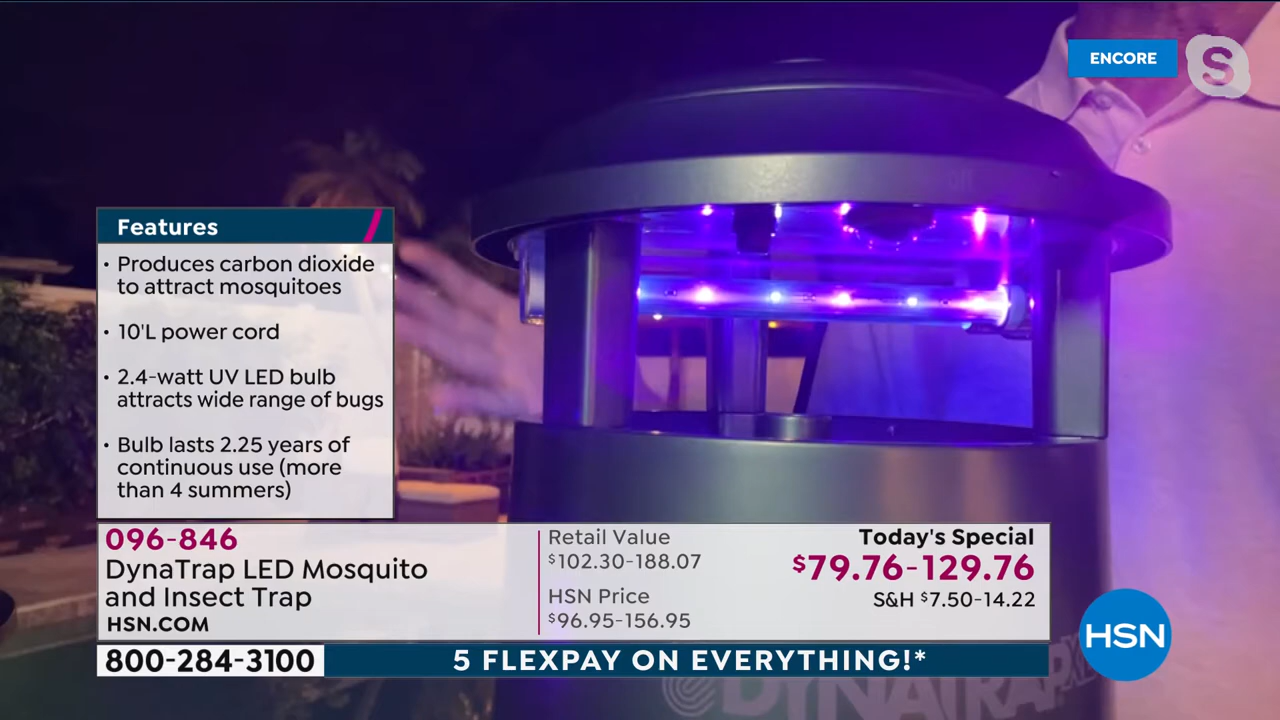 ENCORE
S
Features
• Produces carbon dioxide
to attract mosquitoes
• 10'L power cord
• 2.4-watt UV LED bulb
attracts wide range of bugs
• Bulb lasts 2.25 years of
continuous use (more
than 4 summers)
096-846
DynaTrap LED Mosquito
and Insect Trap
HSN.COM
Retail Value
$102.30-188.07
HSN Price
$96.95-156.95
Today's Special
$79.76-129.76
S&H $7.50-14.22
HSN
800-284-3100
5 FLEXPAY ON EVERYTHING!*
DYNATRAP XL